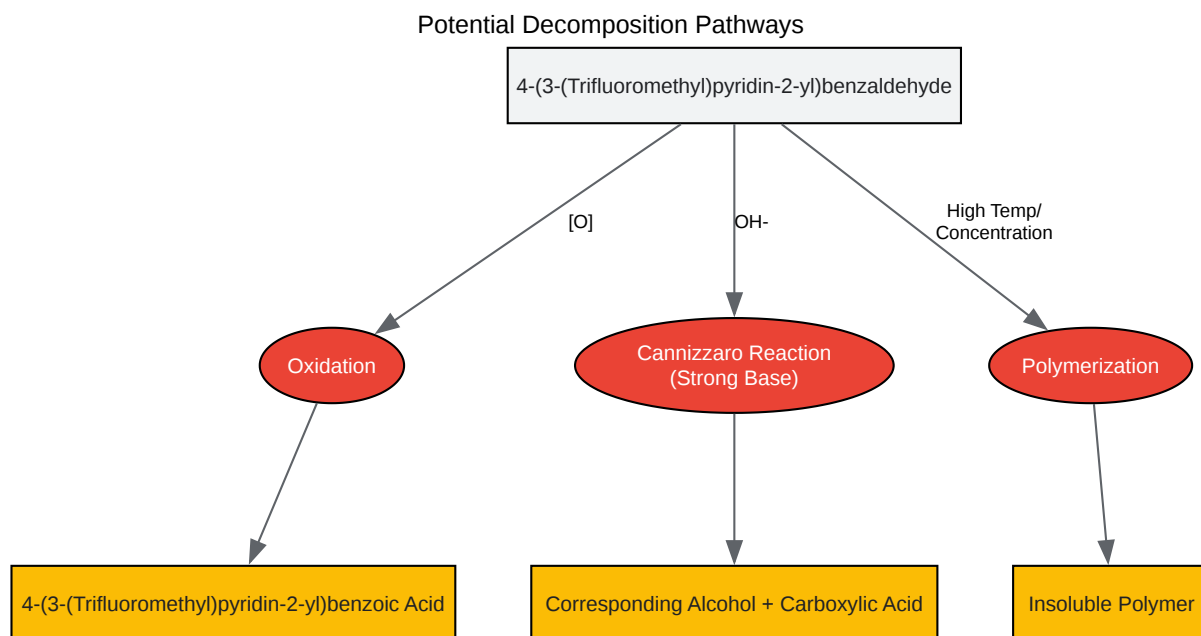 Potential Decomposition Pathways
4-(3-(Trifluoromethyl)pyridin-2-yl)benzaldehyde
[O]
OH-
High Temp/
Concentration
Oxidation
Cannizzaro Reaction
(Strong Base)
Polymerization
4-(3-(Trifluoromethyl)pyridin-2-yl)benzoic Acid
Corresponding Alcohol + Carboxylic Acid
Insoluble Polymer